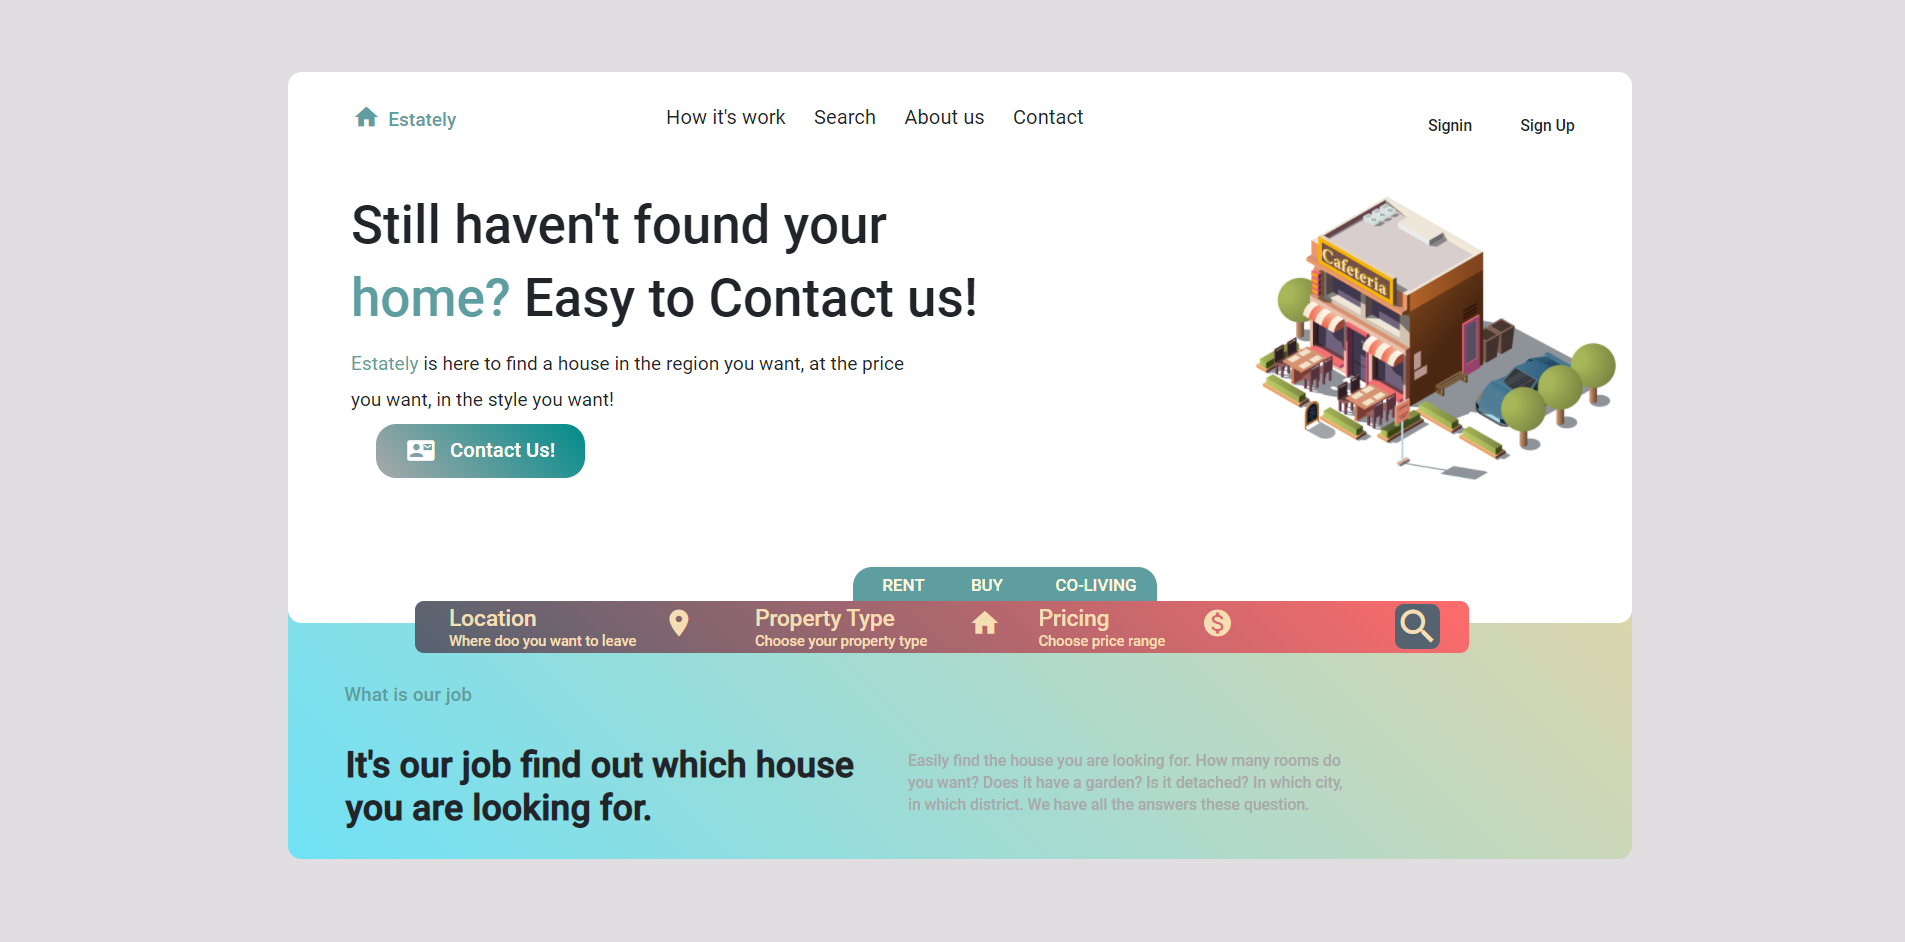 Estately
How it's work
Search
About us
Contact
Signin
Sign Up
Still haven't found your
home? Easy to Contact us!
Estately is here to find a house in the region you want, at the price
you want, in the style you want!
Contact Us!
Cafeteria
RENT
BUY
CO-LIVING
Location
Where doo you want to leave
Property Type
Choose your property type
Pricing
Choose price range
What is our job
It's our job find out which house
you are looking for.
Easily find the house you are looking for. How many rooms do
you want? Does it have a garden? Is it detached? In which city,
in which district. We have all the answers these question.